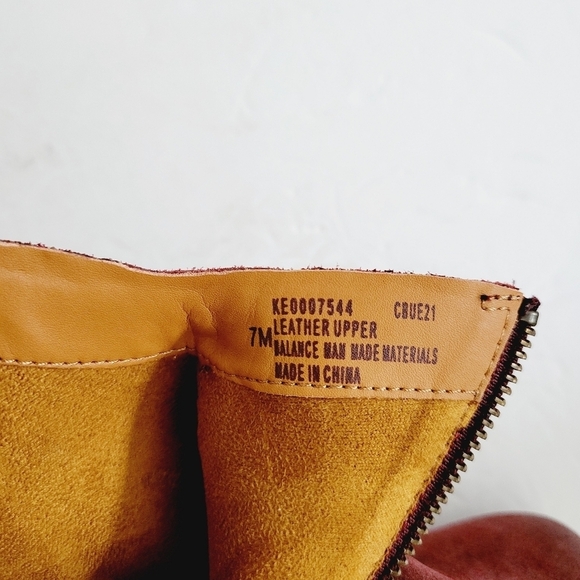 KE0007544 CBUE21
7M LEATHER UPPER
BALANCE MAN MADE MATERIALS
MADE IN CHINA